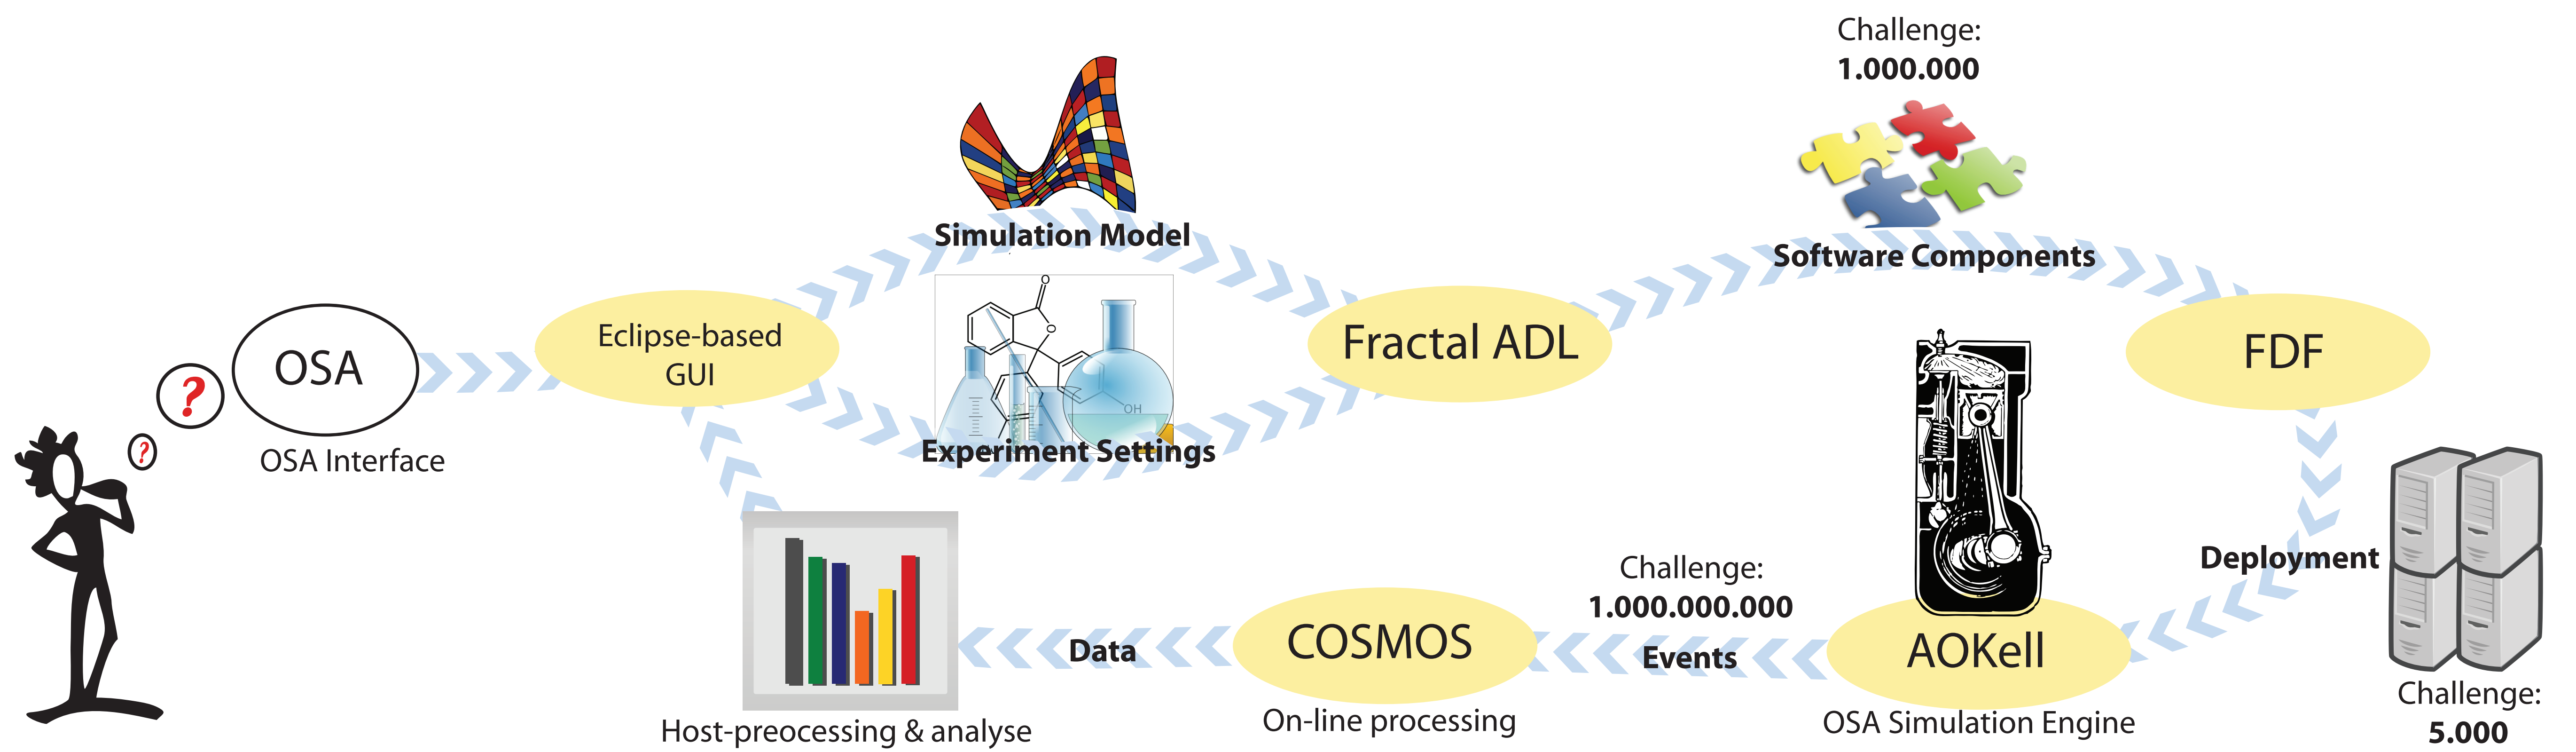 Challenge:
1.000.000
Simulation Model
Software Components
O
O
OH
Eclipse-based
GUI
Fractal ADL
FDF
OSA
?
?
OSA Interface
Experiment Settings
Deployment
Challenge:
1.000.000.000
COSMOS
Data
Events
AOKell
Host-preocessing & analyse
On-line processing
OSA Simulation Engine
Challenge:
5.000